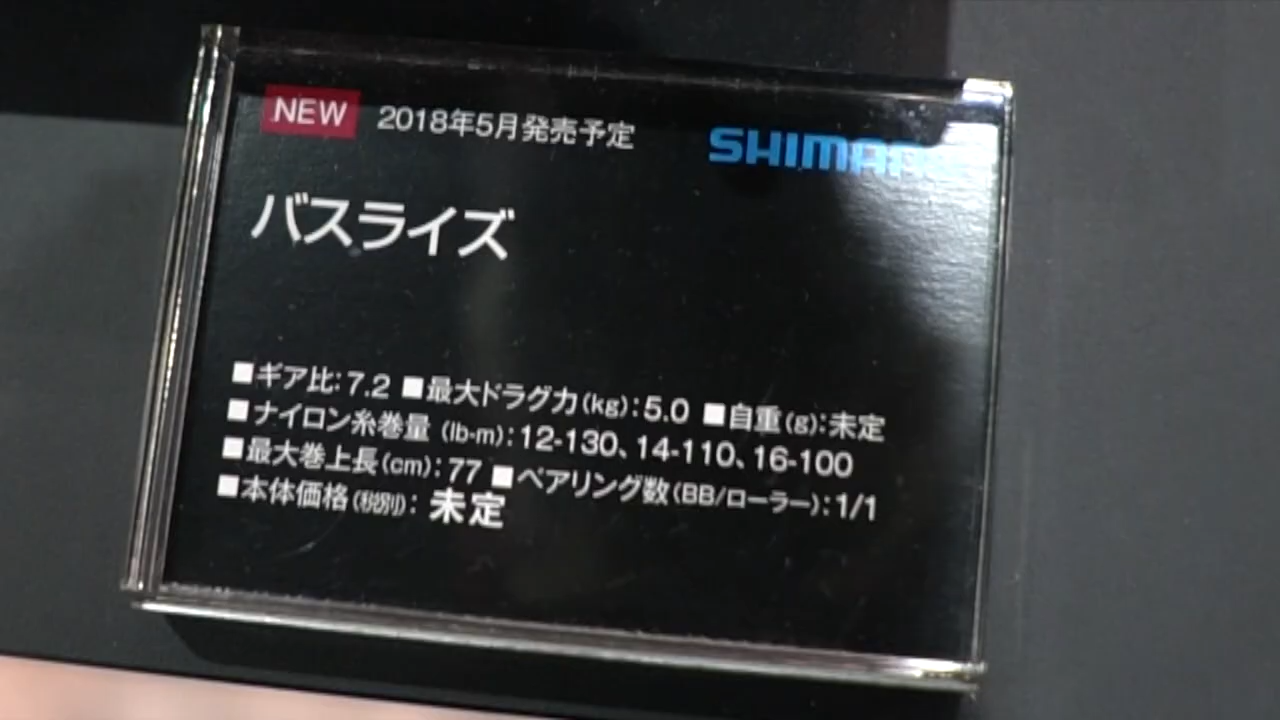 NEW 2018年5月発売予定 SHIMANO
バスライズ
■ギア比:7.2 ■最大ドラグ力(kg):5.0 ■自重(g):未定
■ナイロン糸巻量 (lb-m):12-130、14-110、16-100
■最大巻上長(cm):77 ■ベアリング数(BB/ローラー):1/1
■本体価格(税別): 未定